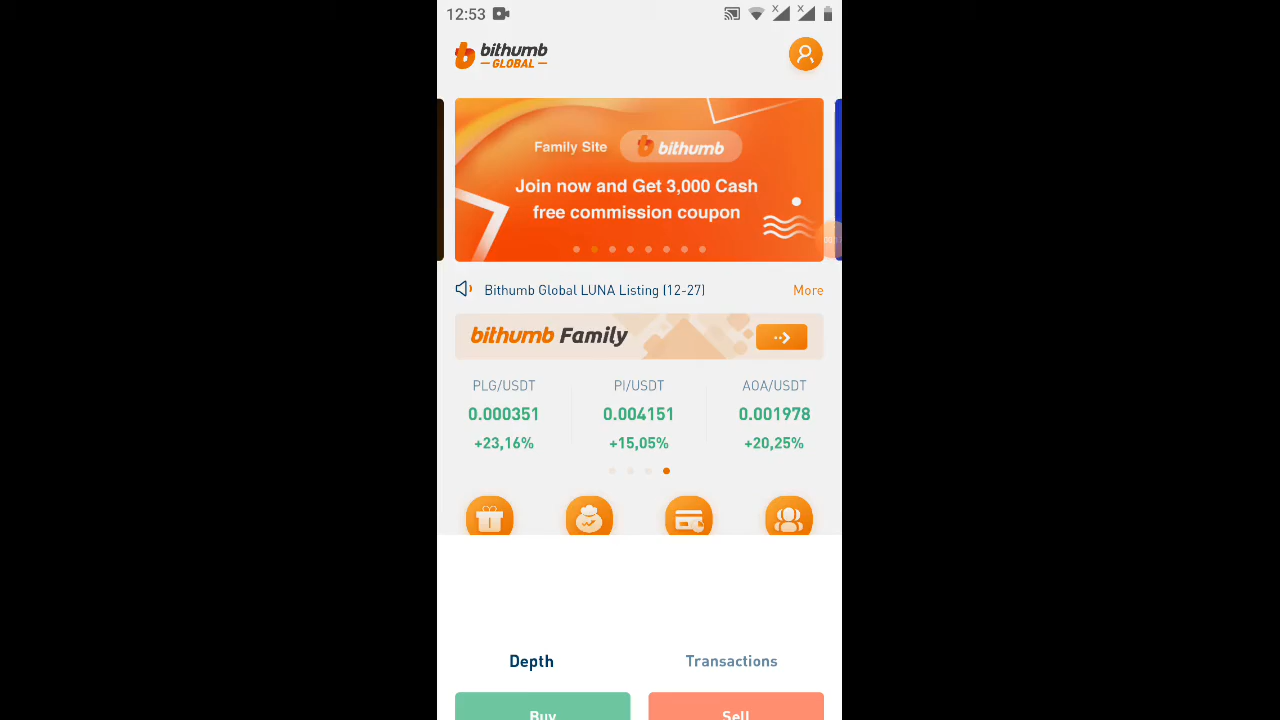 12:53
bithumb
GLOBAL
Family Site bithumb
Join now and Get 3,000 Cash
free commission coupon
Bithumb Global LUNA Listing (12-27) More
bithumb Family
PLG/USDT PI/USDT AOA/USDT
0.000351 0.004151 0.001978
+23,16% +15,05% +20,25%
Depth Transactions
Buy Sell